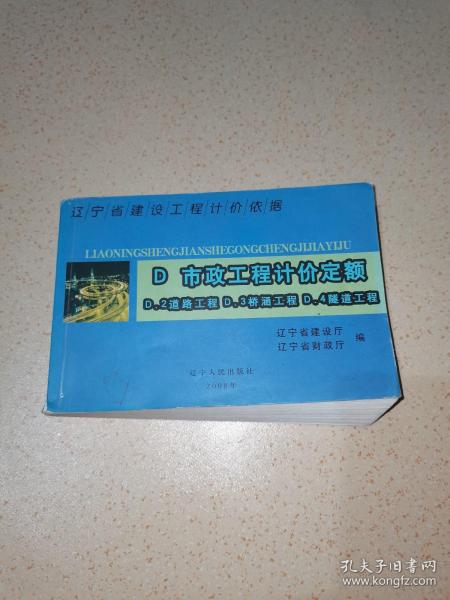 辽宁省建设工程计价依据
LIAONINGSHENGJIANSHEGONGCHENGJIJIAYIJU
D 市政工程计价定额
D.2道路工程 D.3桥涵工程 D.4隧道工程
辽宁省建设厅
辽宁省财政厅 编
辽宁人民出版社
2008年
孔夫子旧书网
www.kongfz.com